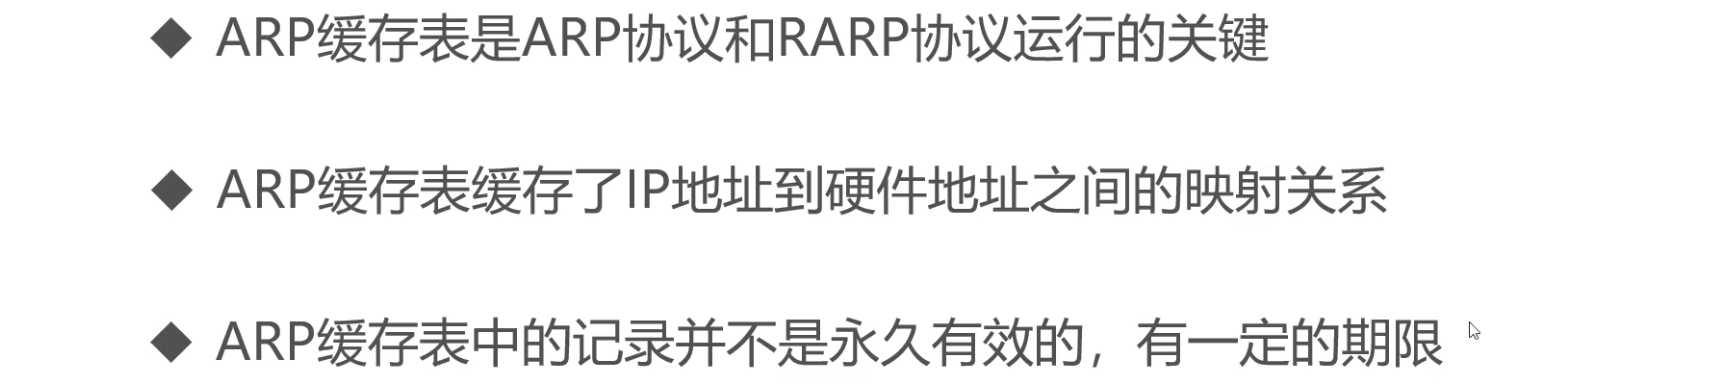 ◆ ARP缓存表是ARP协议和RARP协议运行的关键
◆ ARP缓存表缓存了IP地址到硬件地址之间的映射关系
◆ ARP缓存表中的记录并不是永久有效的，有一定的期限